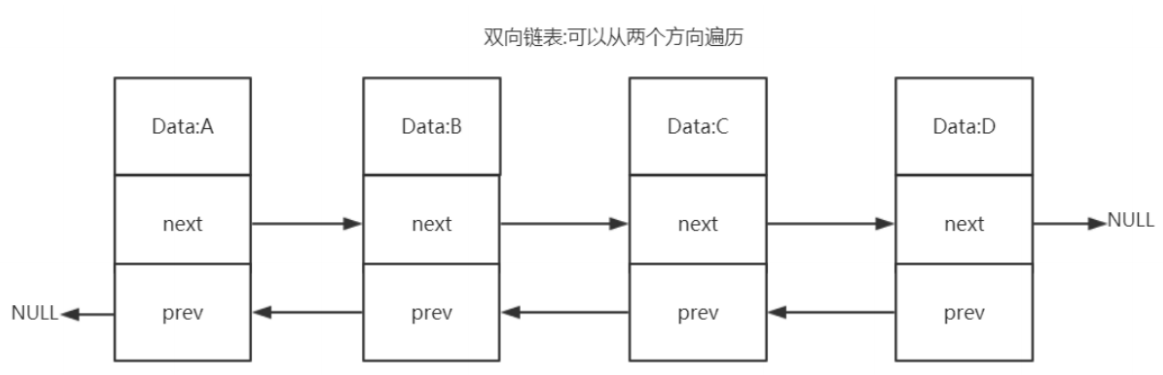 双向链表:可以从两个方向遍历
Data:A Data:B Data:C Data:D
next next next next NULL
NULL prev prev prev prev